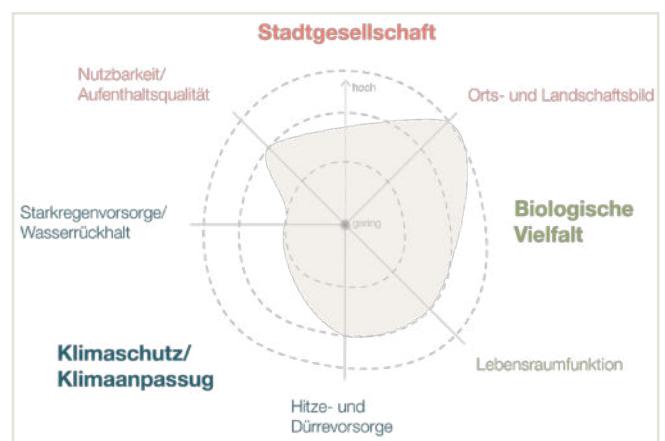 Stadtgesellschaft
Nutzbarkeit/
Aufenthaltsqualität
hoch
Orts- und Landschaftsbild
Starkregenvorsorge/
Wasserrückhalt
gering
Biologische
Vielfalt
Klimaschutz/
Klimaanpassug
Lebensraumfunktion
Hitze- und
Dürrevorsorge